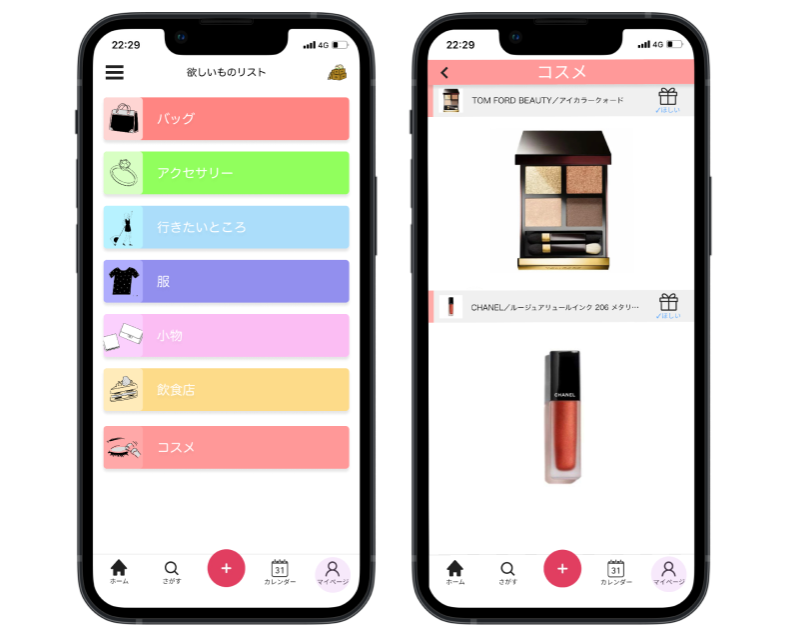 22:29
4G
欲しいものリスト
バッグ
アクセサリー
行きたいところ
服
小物
飲食店
コスメ
ホーム
さがす
+
31
カレンダー
マイページ
22:29
4G
コスメ
TOM FORD BEAUTY／アイカラークォード
✓ほしい
CHANEL／ルージュアリュールインク 206 メタリ…
✓ほしい
CHANEL
ホーム
さがす
+
31
カレンダー
マイページ